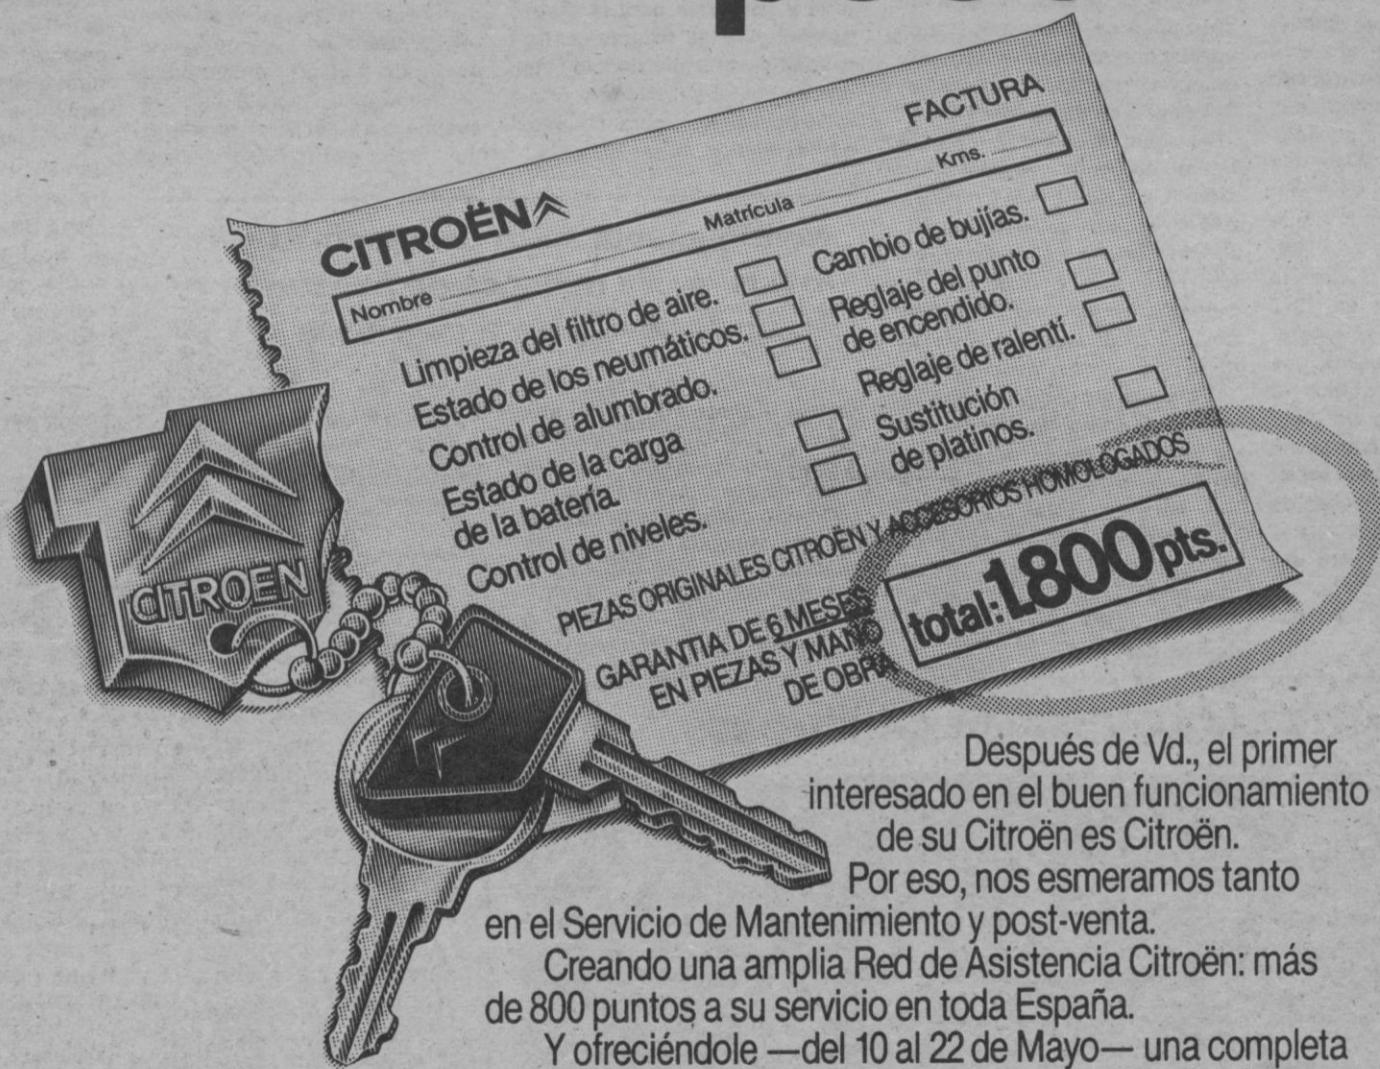 FACTURA
CITROËN
Nombre Matrícula Kms.
Limpieza del filtro de aire.
Estado de los neumáticos.
Control de alumbrado.
Estado de la carga
de la batería.
Control de niveles.
Cambio de bujías.
Reglaje del punto
de encendido.
Reglaje de ralentí.
Sustitución
de platinos.
PIEZAS ORIGINALES CITROËN Y ACCESORIOS HOMOLOGADOS
GARANTIA DE 6 MESES
EN PIEZAS Y MANO
DE OBRA
total: 1.800 pts.
CITROEN
Después de Vd., el primer
interesado en el buen funcionamiento
de su Citroën es Citroën.
Por eso, nos esmeramos tanto
en el Servicio de Mantenimiento y post-venta.
Creando una amplia Red de Asistencia Citroën: más
de 800 puntos a su servicio en toda España.
Y ofreciéndole —del 10 al 22 de Mayo— una completa